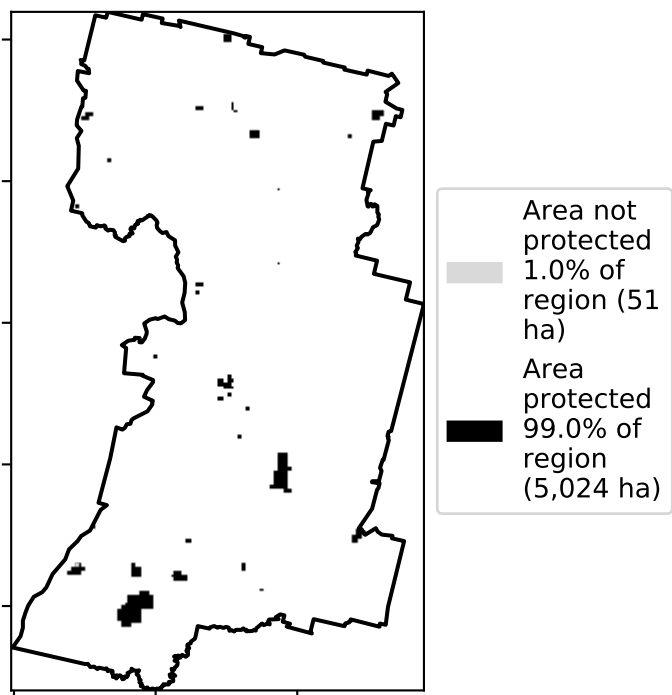 Area not
protected
1.0% of
region (51
ha)
Area
protected
99.0% of
region
(5,024 ha)